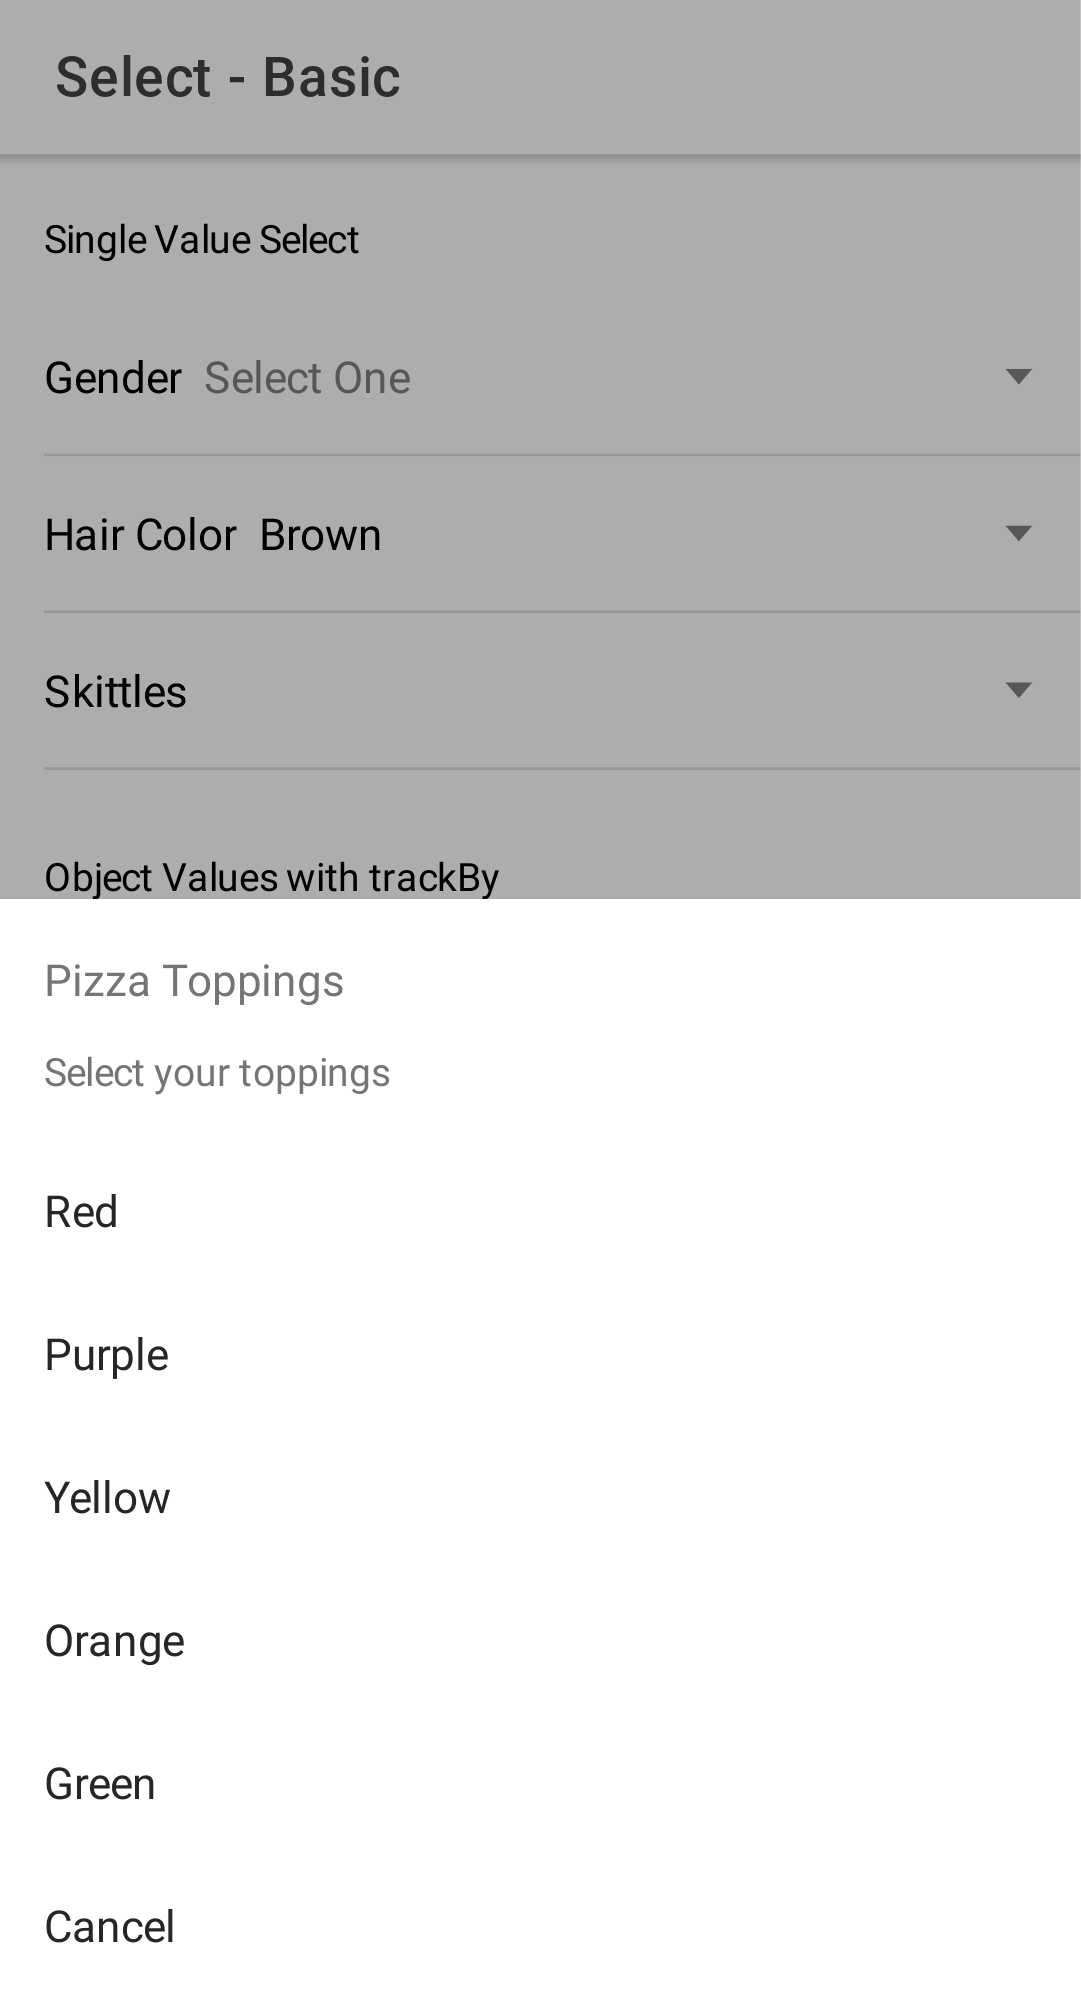 Select - Basic
Single Value Select
Gender Select One
Hair Color Brown
Skittles
Object Values with trackBy
Pizza Toppings
Select your toppings
Red
Purple
Yellow
Orange
Green
Cancel